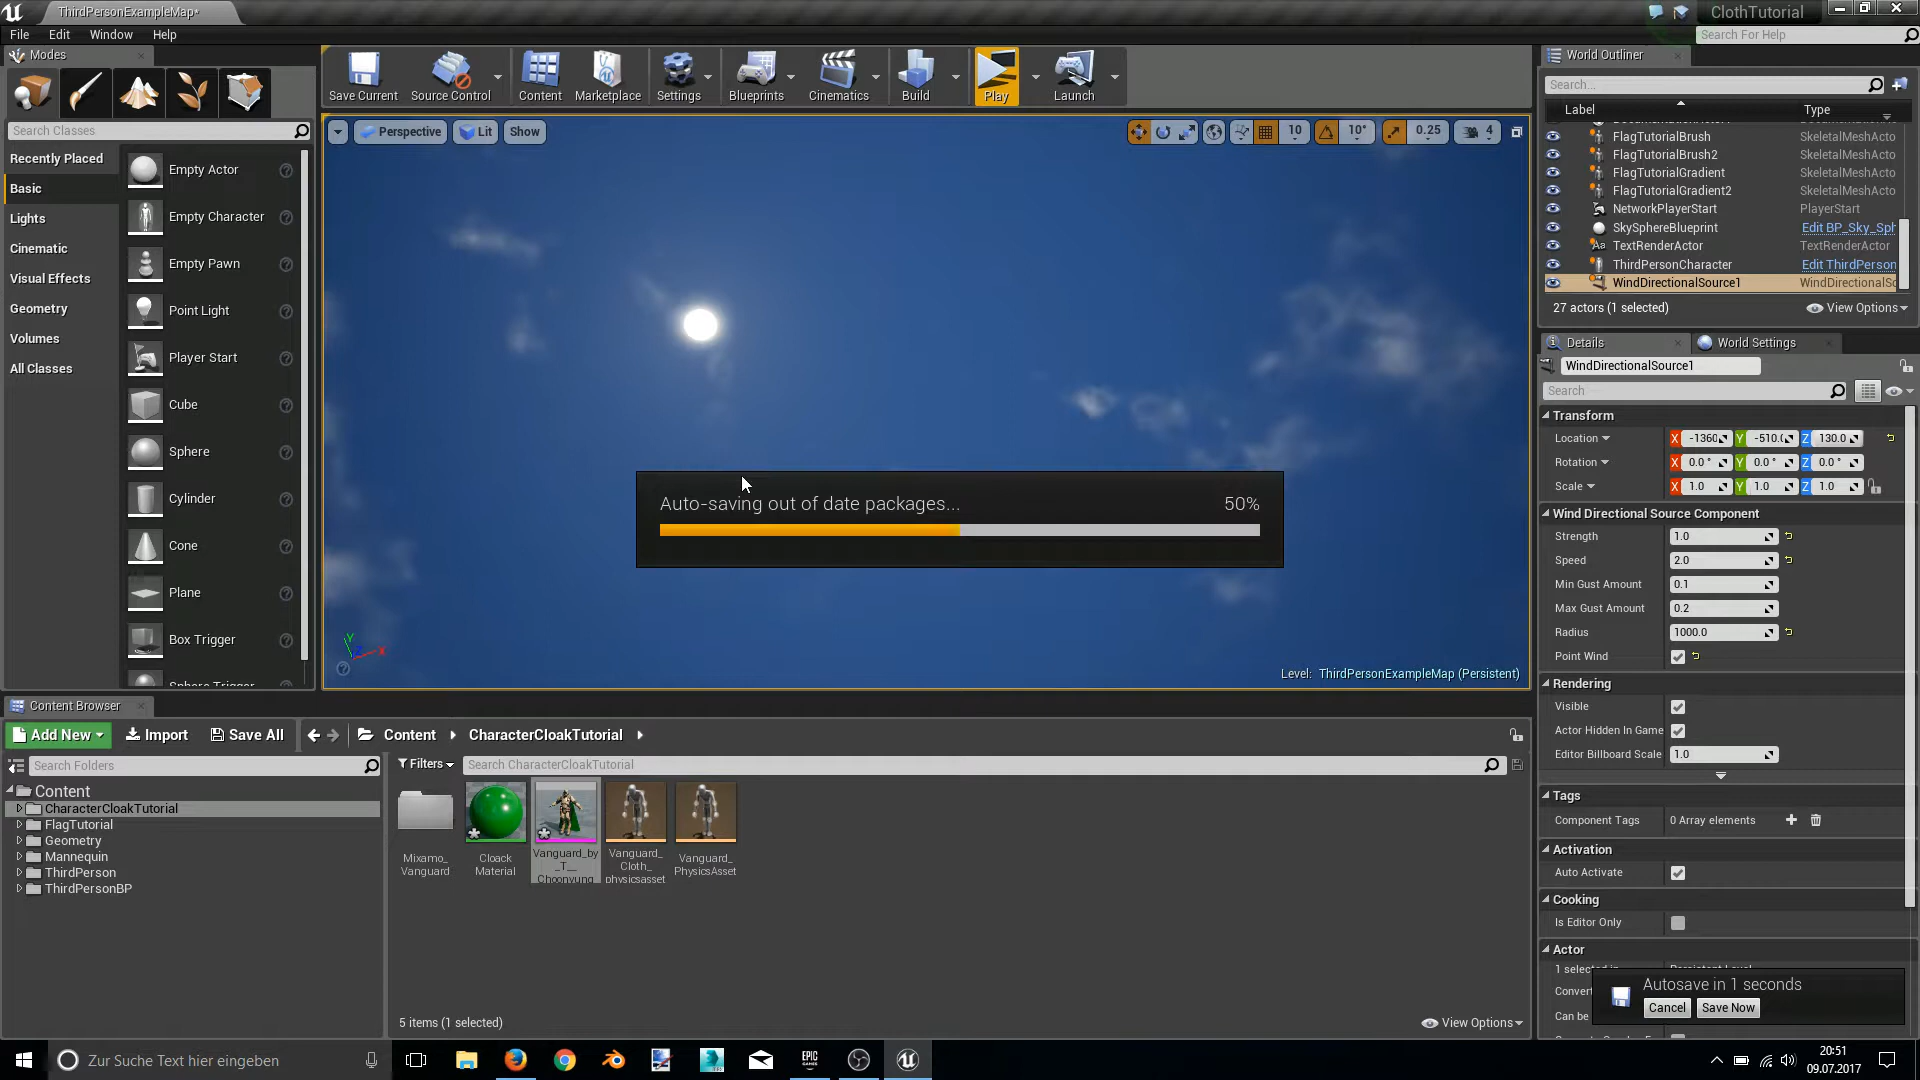 ThirdPersonExampleMap*
ClothTutorial
File Edit Window Help
Search For Help
Modes
Save Current
Source Control
Content
Marketplace
Settings
Blueprints
Cinematics
Build
Play
Launch
Search Classes
Recently Placed
Basic
Lights
Cinematic
Visual Effects
Geometry
Volumes
All Classes
Empty Actor
Empty Character
Empty Pawn
Point Light
Player Start
Cube
Sphere
Cylinder
Cone
Plane
Box Trigger
Perspective
Lit
Show
10
10°
0.25
4
Auto-saving out of date packages... 50%
Level: ThirdPersonExampleMap (Persistent)
World Outliner
Search...
Label Type
FlagTutorialBrush SkeletalMeshActo
FlagTutorialBrush2 SkeletalMeshActo
FlagTutorialGradient SkeletalMeshActo
FlagTutorialGradient2 SkeletalMeshActo
NetworkPlayerStart PlayerStart
SkySphereBlueprint Edit BP_Sky_Sph
TextRenderActor TextRenderActor
ThirdPersonCharacter Edit ThirdPerson
WindDirectionalSource1 WindDirectionalSo
27 actors (1 selected) View Options
Details
World Settings
WindDirectionalSource1
Search
Transform
Location X -1360 Y -510.0 Z 130.0
Rotation X 0.0 ° Y 0.0 ° Z 0.0 °
Scale X 1.0 Y 1.0 Z 1.0
Wind Directional Source Component
Strength 1.0
Speed 2.0
Min Gust Amount 0.1
Max Gust Amount 0.2
Radius 1000.0
Point Wind
Rendering
Visible
Actor Hidden In Game
Editor Billboard Scale 1.0
Tags
Component Tags 0 Array elements
Activation
Auto Activate
Cooking
Is Editor Only
Actor
Convert
Can be
Autosave in 1 seconds
Cancel
Save Now
Content Browser
Add New
Import
Save All
Content
CharacterCloakTutorial
Search Folders
Filters
Search CharacterCloakTutorial
Content
CharacterCloakTutorial
FlagTutorial
Geometry
Mannequin
ThirdPerson
ThirdPersonBP
Mixamo_
Vanguard
Cloack
Material
Vanguard_by
_T__
Choonyung
Vanguard_
Cloth_
physicsasset
Vanguard_
PhysicsAsset
5 items (1 selected)
View Options
Zur Suche Text hier eingeben
EPIC
GAMES
20:51
09.07.2017